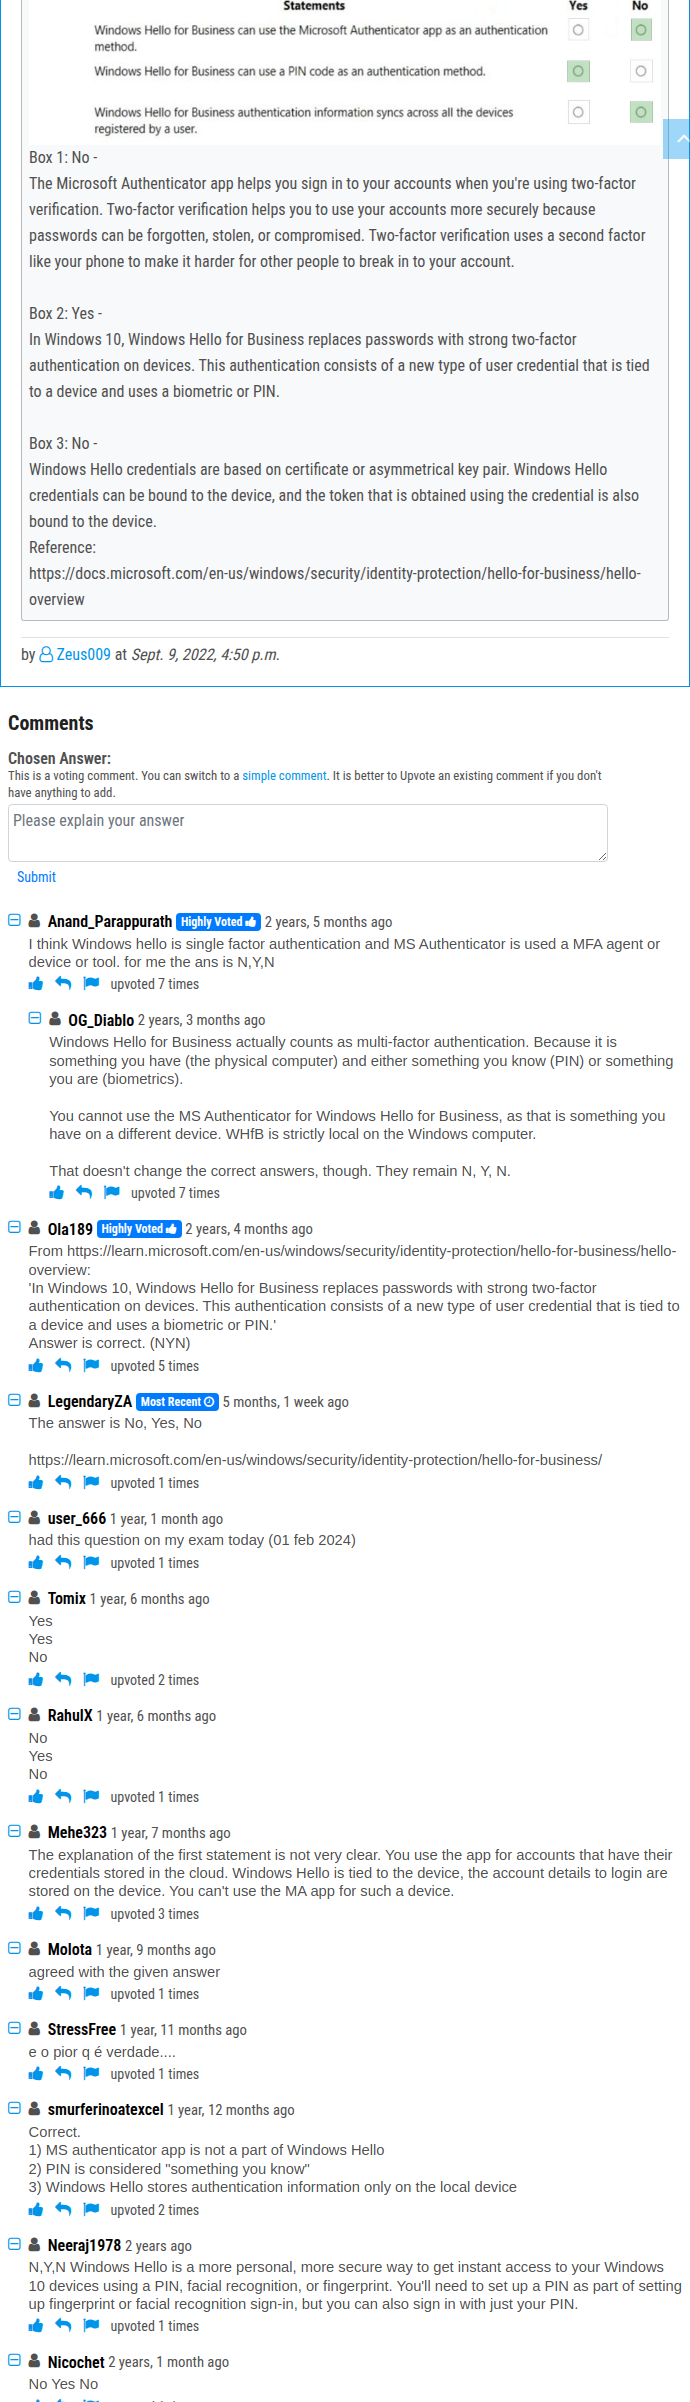 Statements Yes No
Windows Hello for Business can use the Microsoft Authenticator app as an authentication
method.
Windows Hello for Business can use a PIN code as an authentication method.
Windows Hello for Business authentication information syncs across all the devices
registered by a user.
Box 1: No -
The Microsoft Authenticator app helps you sign in to your accounts when you're using two-factor
verification. Two-factor verification helps you to use your accounts more securely because
passwords can be forgotten, stolen, or compromised. Two-factor verification uses a second factor
like your phone to make it harder for other people to break in to your account.
Box 2: Yes -
In Windows 10, Windows Hello for Business replaces passwords with strong two-factor
authentication on devices. This authentication consists of a new type of user credential that is tied
to a device and uses a biometric or PIN.
Box 3: No -
Windows Hello credentials are based on certificate or asymmetrical key pair. Windows Hello
credentials can be bound to the device, and the token that is obtained using the credential is also
bound to the device.
Reference:
https://docs.microsoft.com/en-us/windows/security/identity-protection/hello-for-business/hello-
overview
by Zeus009 at Sept. 9, 2022, 4:50 p.m.
Comments
Chosen Answer:
This is a voting comment. You can switch to a simple comment. It is better to Upvote an existing comment if you don't
have anything to add.
Please explain your answer
Submit
Anand_Parappurath Highly Voted 2 years, 5 months ago
I think Windows hello is single factor authentication and MS Authenticator is used a MFA agent or
device or tool. for me the ans is N,Y,N
upvoted 7 times
OG_Diablo 2 years, 3 months ago
Windows Hello for Business actually counts as multi-factor authentication. Because it is
something you have (the physical computer) and either something you know (PIN) or something
you are (biometrics).
You cannot use the MS Authenticator for Windows Hello for Business, as that is something you
have on a different device. WHfB is strictly local on the Windows computer.
That doesn't change the correct answers, though. They remain N, Y, N.
upvoted 7 times
Ola189 Highly Voted 2 years, 4 months ago
From https://learn.microsoft.com/en-us/windows/security/identity-protection/hello-for-business/hello-
overview:
'In Windows 10, Windows Hello for Business replaces passwords with strong two-factor
authentication on devices. This authentication consists of a new type of user credential that is tied to
a device and uses a biometric or PIN.'
Answer is correct. (NYN)
upvoted 5 times
LegendaryZA Most Recent 5 months, 1 week ago
The answer is No, Yes, No
https://learn.microsoft.com/en-us/windows/security/identity-protection/hello-for-business/
upvoted 1 times
user_666 1 year, 1 month ago
had this question on my exam today (01 feb 2024)
upvoted 1 times
Tomix 1 year, 6 months ago
Yes
Yes
No
upvoted 2 times
RahulX 1 year, 6 months ago
No
Yes
No
upvoted 1 times
Mehe323 1 year, 7 months ago
The explanation of the first statement is not very clear. You use the app for accounts that have their
credentials stored in the cloud. Windows Hello is tied to the device, the account details to login are
stored on the device. You can't use the MA app for such a device.
upvoted 3 times
Molota 1 year, 9 months ago
agreed with the given answer
upvoted 1 times
StressFree 1 year, 11 months ago
e o pior q é verdade....
upvoted 1 times
smurferinoatexcel 1 year, 12 months ago
Correct.
1) MS authenticator app is not a part of Windows Hello
2) PIN is considered "something you know"
3) Windows Hello stores authentication information only on the local device
upvoted 2 times
Neeraj1978 2 years ago
N,Y,N Windows Hello is a more personal, more secure way to get instant access to your Windows
10 devices using a PIN, facial recognition, or fingerprint. You'll need to set up a PIN as part of setting
up fingerprint or facial recognition sign-in, but you can also sign in with just your PIN.
upvoted 1 times
Nicochet 2 years, 1 month ago
No Yes No